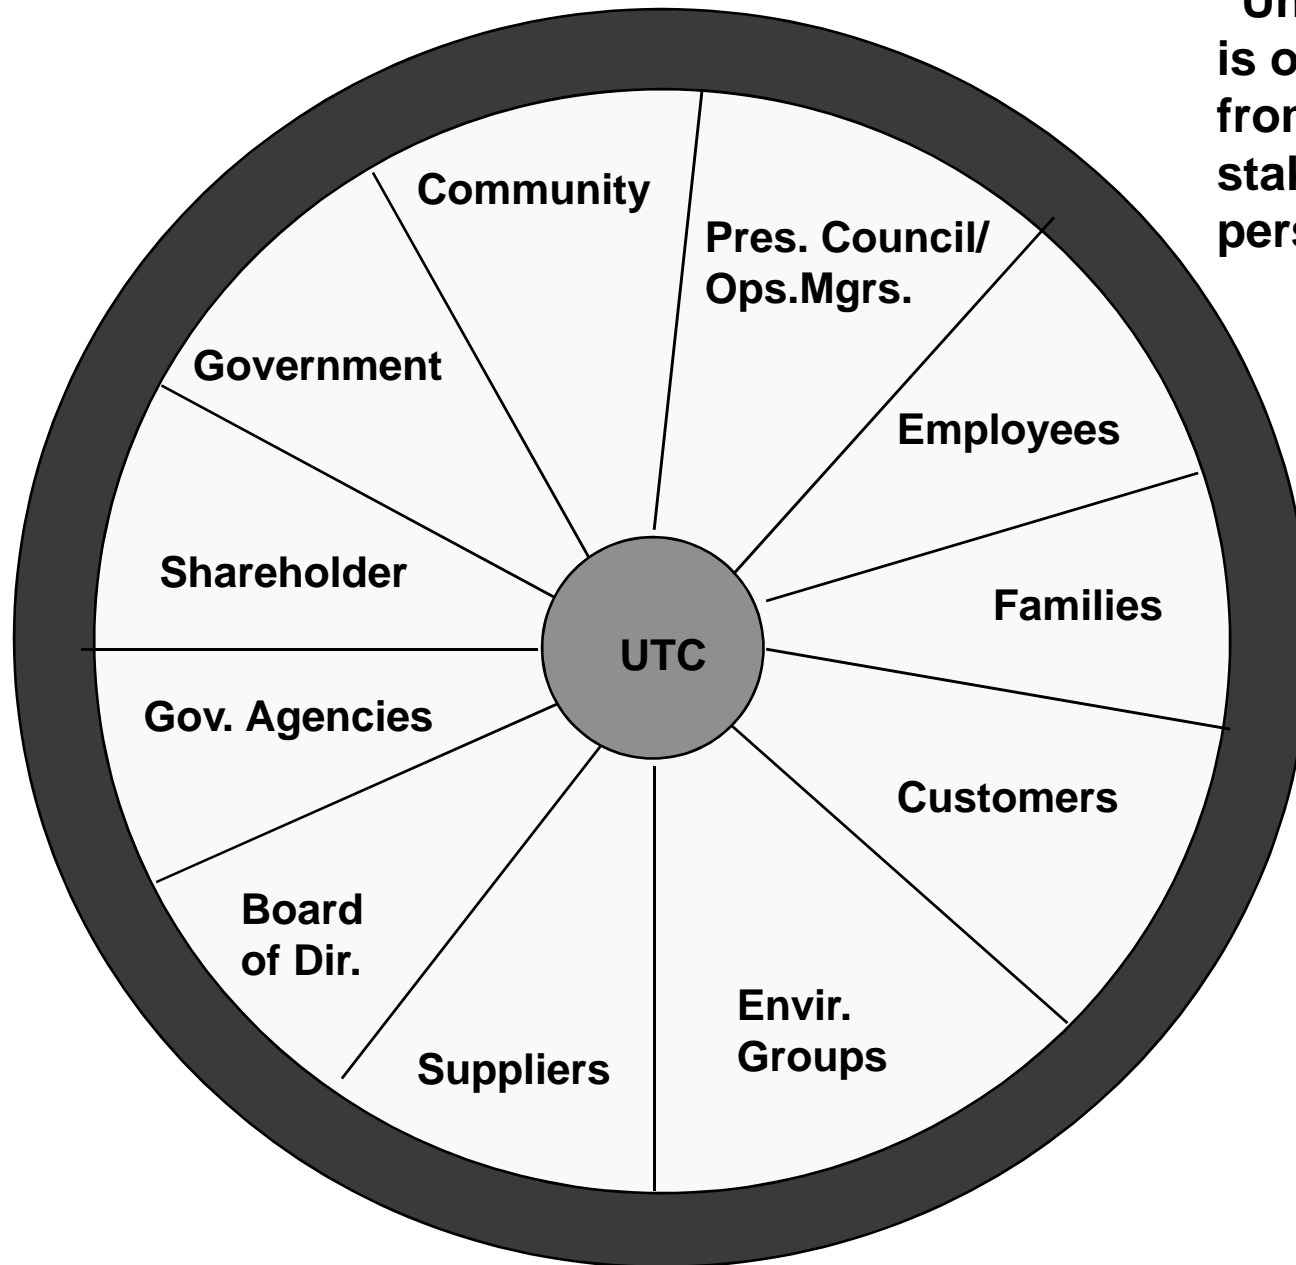 is
Community
Pres. Council/
Ops.Mgrs.
Government
Employees
Shareholder
Families
UTC
Gov. Agencies
Customers
Board
of Dir.
Envir.
Groups
Suppliers